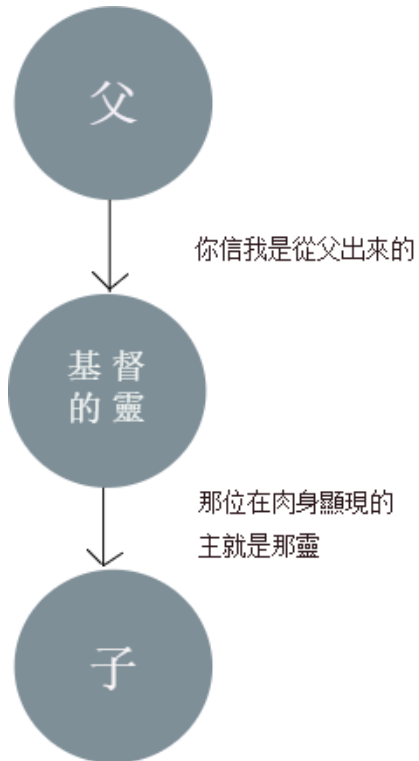 父
你信我是從父出來的
基督
的靈
那位在肉身顯現的
主就是那靈
子